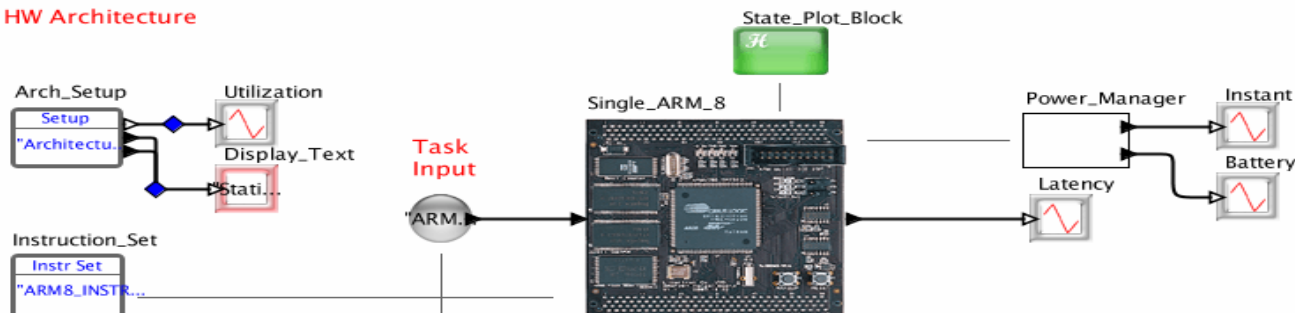 HW Architecture
State_Plot_Block
Arch_Setup
Utilization
Setup
"Architectu...
Display_Text
"Stati...
Single_ARM_8
Power_Manager
Instant
Battery
Latency
Task
Input
"ARM...
Instruction_Set
Instr Set
"ARM8_INSTR...